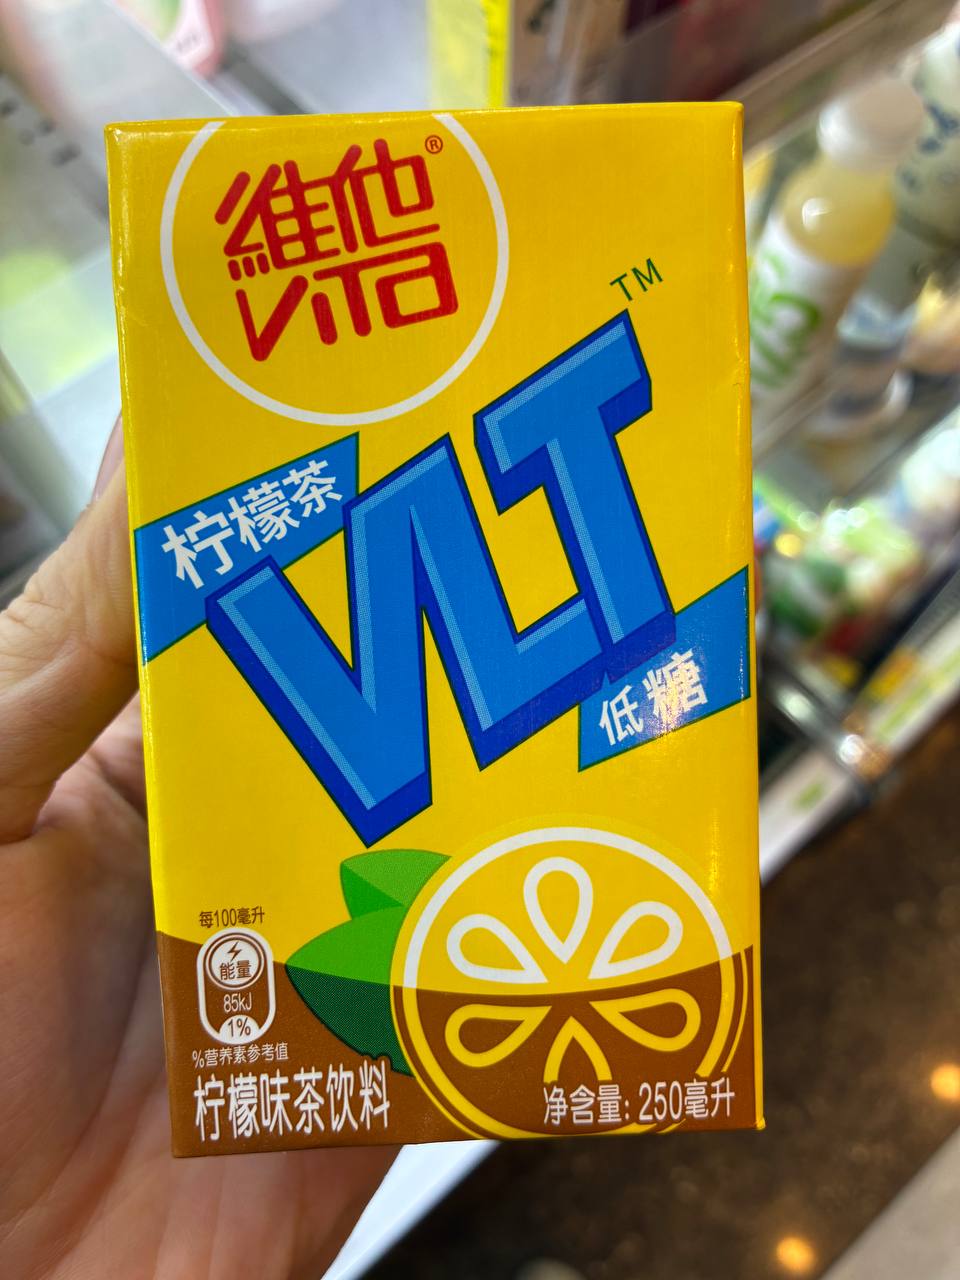 維他®
VITA
TM
柠檬茶
VLT
低糖
每100毫升
能量
85kJ
1%
%营养素参考值
柠檬味茶饮料
净含量: 250毫升